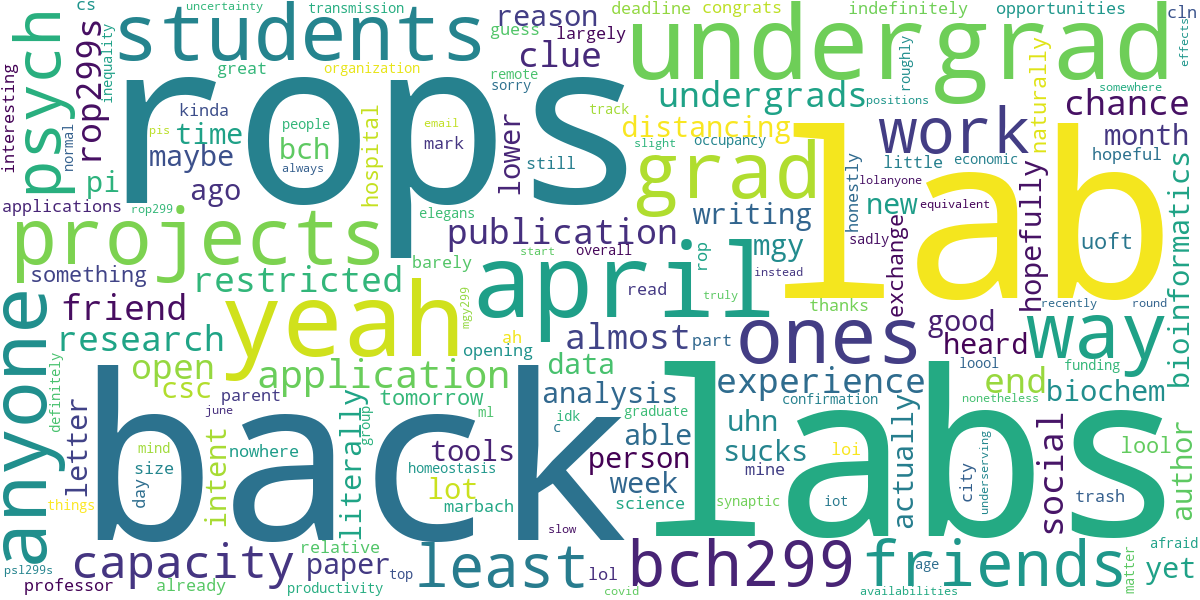 cs
uncertainty
transmission
students
reason
deadline
congrats
indefinitely
opportunities
cln
undergrad
guess
largely
clue
effects
psych
rop299s
inequality
great
organization
remote
sorry
roughly
naturally
somewhere
interesting
normal
rops
kinda
time
maybe
ago
bch
people
always
pis
email
mark
hospital
lower
still
track
undergrads
positions
chance
distancing
slight
occupancy
work
month
hopeful
pi
applications
rop299
projects
elegans
publication
grad
writing
mgy
honestly
little
economic
lolanyone
new
equivalent
sadly
exchange
hopefully
lab
uoft
bioinformatics
something
restricted
barely
start
overall
rop
april
read
instead
thanks
truly
recently
round
anyone
friend
yeah
mgy299
ah
almost
part
ones
good
heard
loool
way
funding
research
opening
open
csc
application
data
experience
end
nonetheless
biochem
definitely
parent
june
tomorrow
ml
analysis
idk
c
graduate
confirmation
letter
intent
literally
group
nowhere
mind
size
day
back
tools
homeostasis
lot
marbach
able
person
week
science
uhn
sucks
mine
loi
actually
city
underserving
social
lool
author
labs
synaptic
iot
trash
things
slow
ps1299s
capacity
relative
paper
least
bch299
friends
age
afraid
yet
matter
professor
already
productivity
top
lol
covid
availabilities